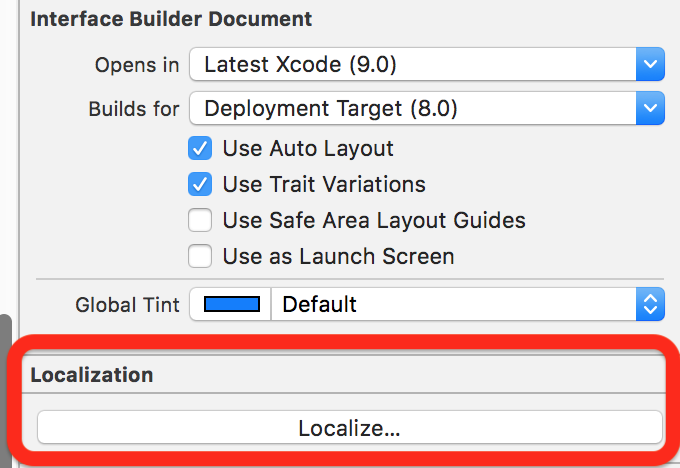 Interface Builder Document
Opens in Latest Xcode (9.0)
Builds for Deployment Target (8.0)
Use Auto Layout
Use Trait Variations
Use Safe Area Layout Guides
Use as Launch Screen
Global Tint Default
Localization
Localize...